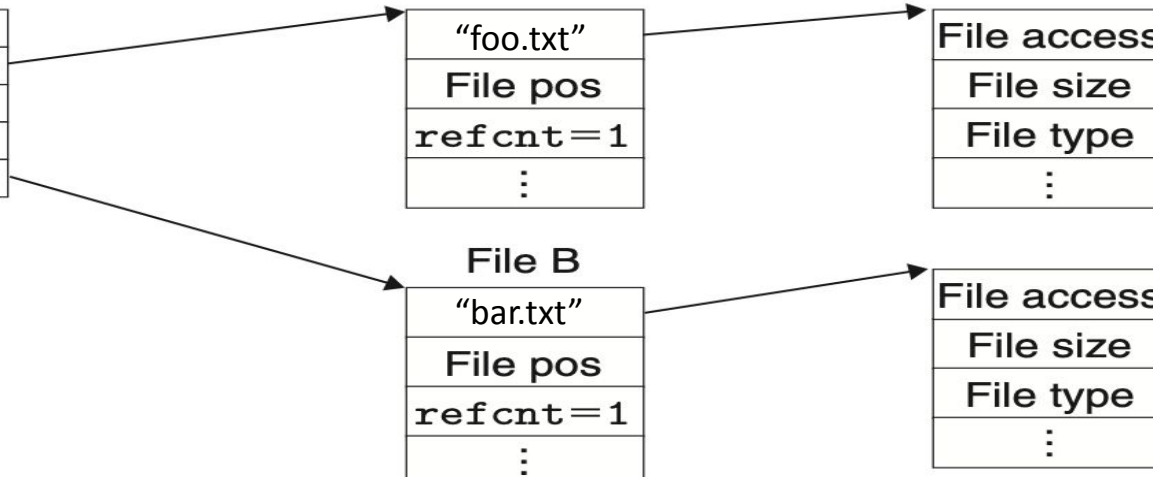 “foo.txt”
File pos
refcnt=1
⋮
File access
File size
File type
⋮
File B
“bar.txt”
File pos
refcnt=1
⋮
File access
File size
File type
⋮